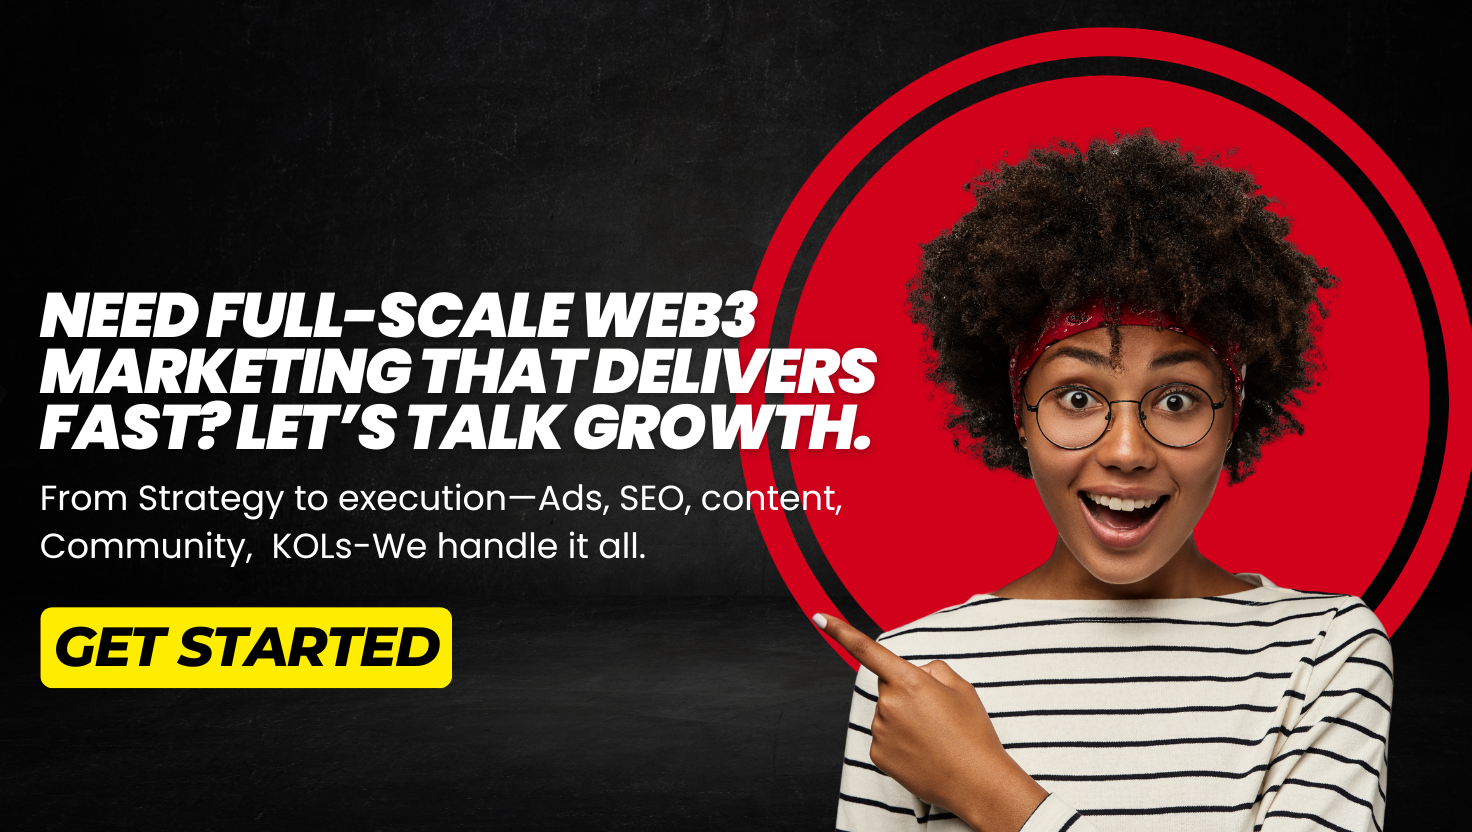 NEED FULL-SCALE WEB3
MARKETING THAT DELIVERS
FAST? LET’S TALK GROWTH.
From Strategy to execution—Ads, SEO, content,
Community,  KOLs-We handle it all.
GET STARTED